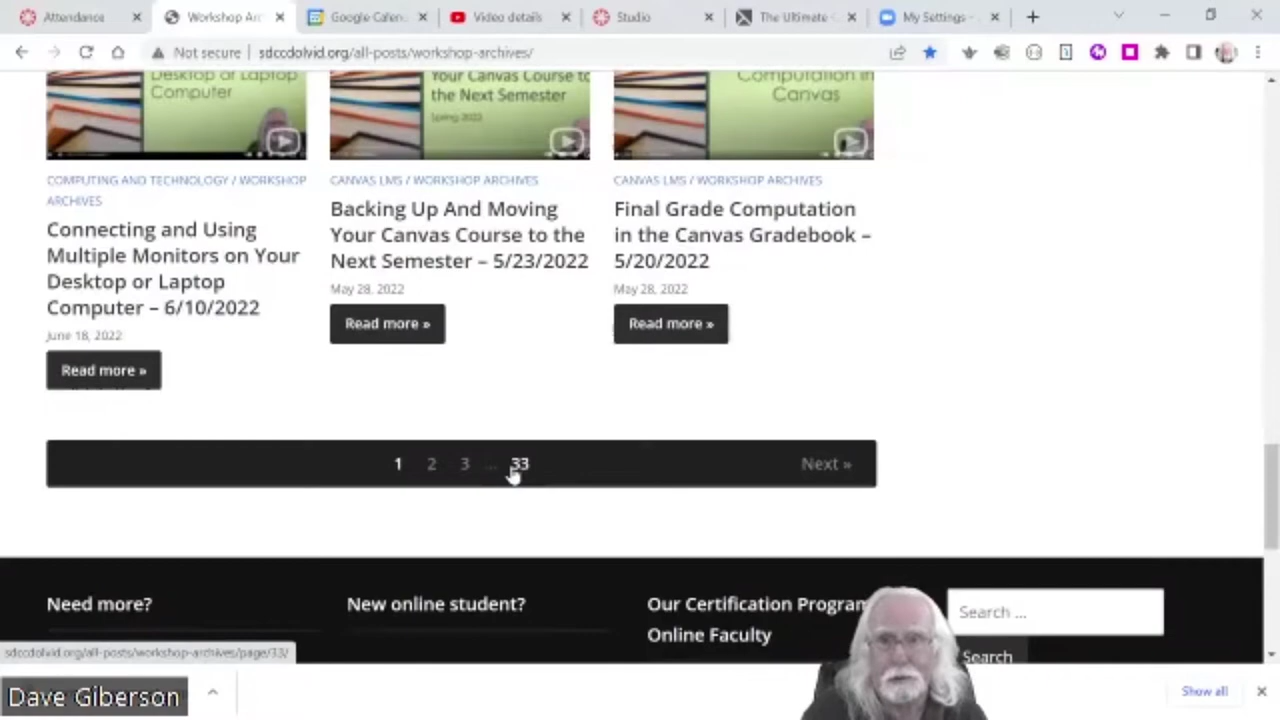 Attendance
Workshop Arc
Google Calen
Video details
Studio
The Ultimate
My Settings -
Not secure
sdccdolvid.org/all-posts/workshop-archives/
Desktop or Laptop
Computer
Your Canvas Course to
the Next Semester
Spring 2022
Computation in
Canvas
COMPUTING AND TECHNOLOGY / WORKSHOP
ARCHIVES
Connecting and Using
Multiple Monitors on Your
Desktop or Laptop
Computer – 6/10/2022
June 18, 2022
Read more »
CANVAS LMS / WORKSHOP ARCHIVES
Backing Up And Moving
Your Canvas Course to the
Next Semester – 5/23/2022
May 28, 2022
Read more »
CANVAS LMS / WORKSHOP ARCHIVES
Final Grade Computation
in the Canvas Gradebook –
5/20/2022
May 28, 2022
Read more »
1 2 3 ... 33 Next »
Need more?
New online student?
Our Certification Program
Online Faculty
Search ...
Search
sdccdolvid.org/all-posts/workshop-archives/page/33/
Dave Giberson
Show all